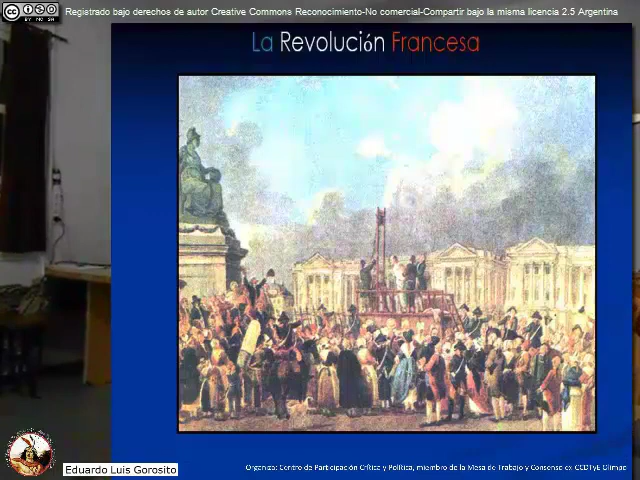 Registrado bajo derechos de autor Creative Commons Reconocimiento-No comercial-Compartir bajo la misma licencia 2.5 Argentina
La Revolución Francesa
Eduardo Luis Gorosito
Organiza: Centro de Participación Crítica y Política, miembro de la Mesa de Trabajo y Consenso ex-CCDTyE Olimpo